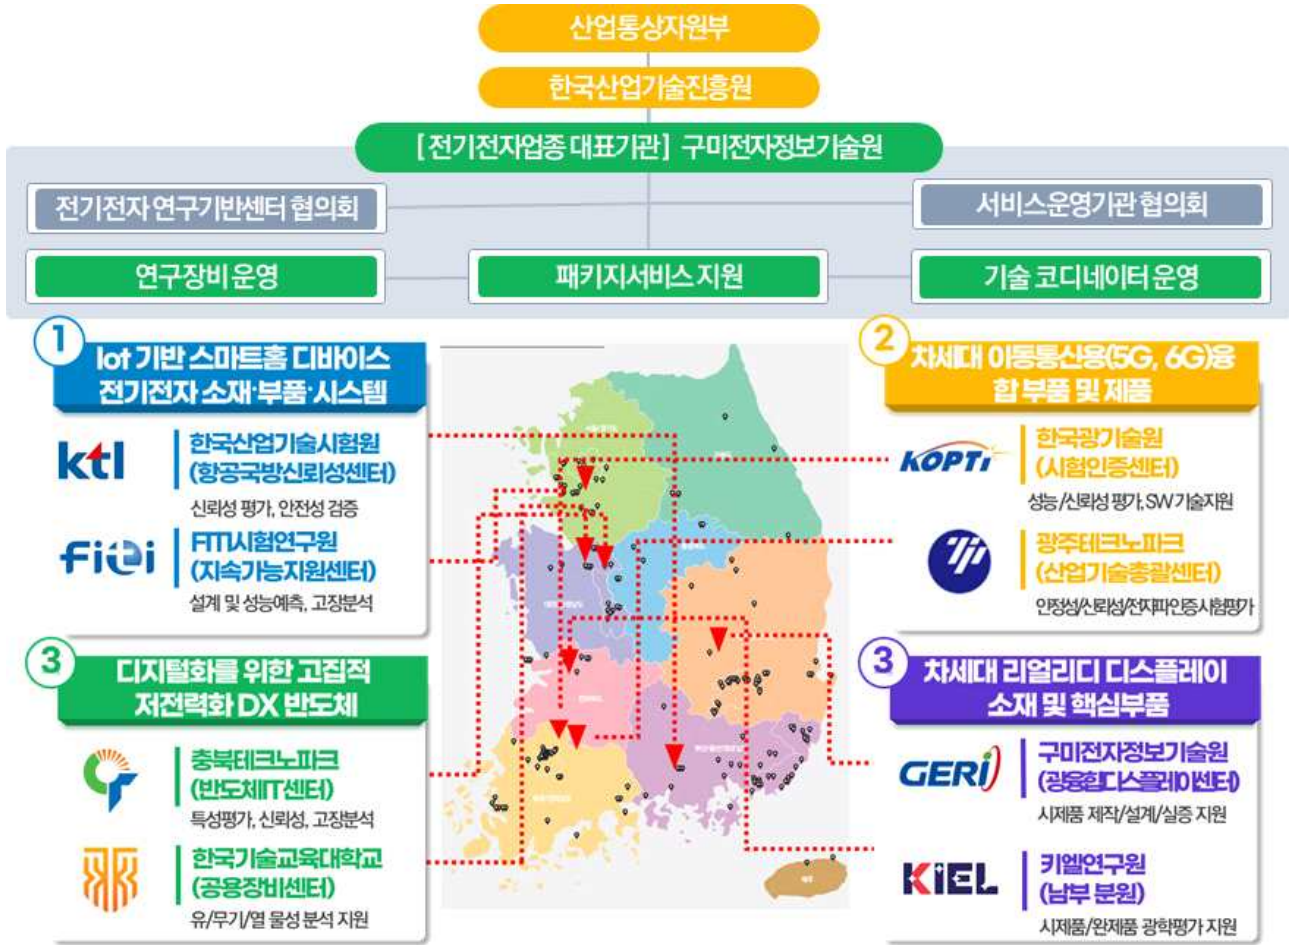 산업통상자원부
한국산업기술진흥원
[전기전자업종 대표기관] 구미전자정보기술원
전기전자 연구기반센터 협의회
서비스운영기관 협의회
연구장비 운영
패키지서비스 지원
기술 코디네이터 운영
1
Iot 기반 스마트홈 디바이스
전기전자 소재·부품·시스템
ktl
한국산업기술시험원
(항공국방신뢰성센터)
신뢰성 평가, 안전성 검증
fiti
FITI시험연구원
(지속가능지원센터)
설계 및 성능예측, 고장분석
2
차세대 이동통신용(5G, 6G)융
합 부품 및 제품
KOPTI
한국광기술원
(시험인증센터)
성능/신뢰성 평가, SW 기술지원
광주테크노파크
(산업기술총괄센터)
안정성/신뢰성/전자파 인증 시험평가
3
디지털화를 위한 고집적
저전력화 DX 반도체
충북테크노파크
(반도체IT센터)
특성평가, 신뢰성, 고장분석
한국기술교육대학교
(공용장비센터)
유/무기/열 물성 분석 지원
3
차세대 리얼리디 디스플레이
소재 및 핵심부품
GERI
구미전자정보기술원
(광융합디스플레이센터)
시제품 제작/설계/실증 지원
KIEL
키엘연구원
(남부 분원)
시제품/완제품 광학평가 지원